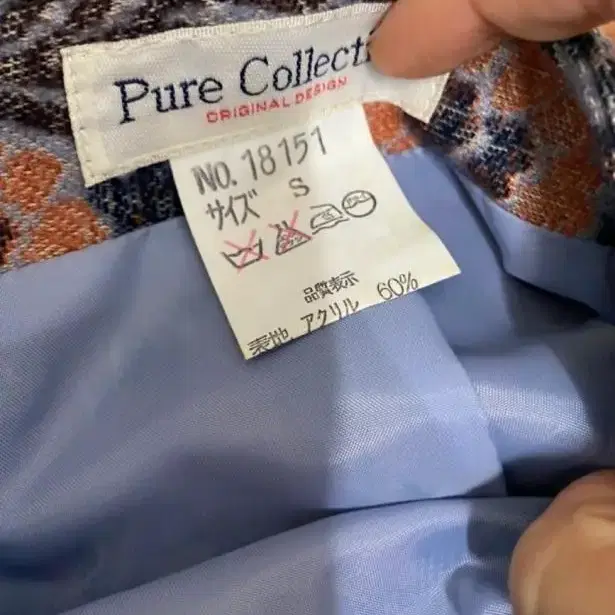 Pure Collecti
ORIGINAL DESIGN
NO. 18151
サイズ S
品質表示
表地 アクリル 60%